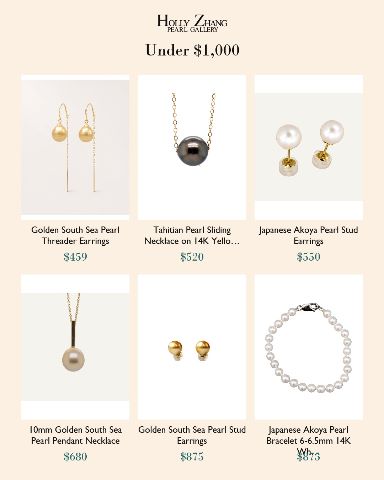 Holly Zhang
Pearl Gallery
Under $1,000
Golden South Sea Pearl
Threader Earrings
$459
Tahitian Pearl Sliding
Necklace on 14K Yello...
$520
Japanese Akoya Pearl Stud
Earrings
$550
10mm Golden South Sea
Pearl Pendant Necklace
$680
Golden South Sea Pearl Stud
Earrings
$875
Japanese Akoya Pearl
Bracelet 6-6.5mm 14K
$873